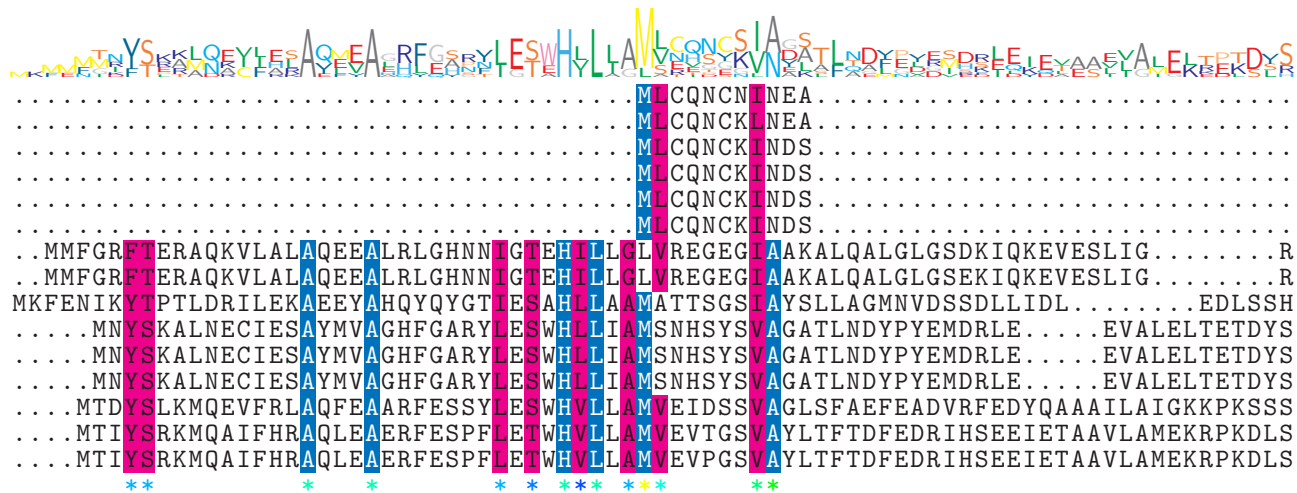 .......................................MLCQNCNINEA..............................
.......................................MLCQNCKLNEA..............................
.......................................MLCQNCKINDS..............................
.......................................MLCQNCKINDS..............................
.......................................MLCQNCKINDS..............................
.......................................MLCQNCKINDS..............................
..MMFGRFTERAQKVLALAQEEALRLGHNNIGTEHILLGLVREGEGIAAKALQALGLGSDKIQKEVESLIG........R
..MMFGRFTERAQKVLALAQEEALRLGHNNIGTEHILLGLVREGEGIAAKALQALGLGSEKIQKEVESLIG........R
MKFENIKYTPTLDRILEKAEEYAHQYQYGTIESAHLLAAMATTSGSIAYSLLAGMNVDSSDLLIDL........EDLSSH
.....MNYSKALNECIESAYMVAGHFGARYLESWHLLIAMSNHSYSVAGATLNDYPYEMDRLE.....EVALELTETDYS
.....MNYSKALNECIESAYMVAGHFGARYLESWHLLIAMSNHSYSVAGATLNDYPYEMDRLE.....EVALELTETDYS
.....MNYSKALNECIESAYMVAGHFGARYLESWHLLIAMSNHSYSVAGATLNDYPYEMDRLE.....EVALELTETDYS
....MTDYSLKMQEVFRLAQFEAARFESSYLESWHVLLAMVEIDSSVAGLSFAEFEADVRFEDYQAAAILAIGKKPKSSS
....MTIYSRKMQAIFHRAQLEAERFESPFLETWHVLLAMVEVTGSVAYLTFTDFEDRIHSEEIETAAVLAMEKRPKDLS
....MTIYSRKMQAIFHRAQLEAERFESPFLETWHVLLAMVEVPGSVAYLTFTDFEDRIHSEEIETAAVLAMEKRPKDLS
** * * * * *** *** **